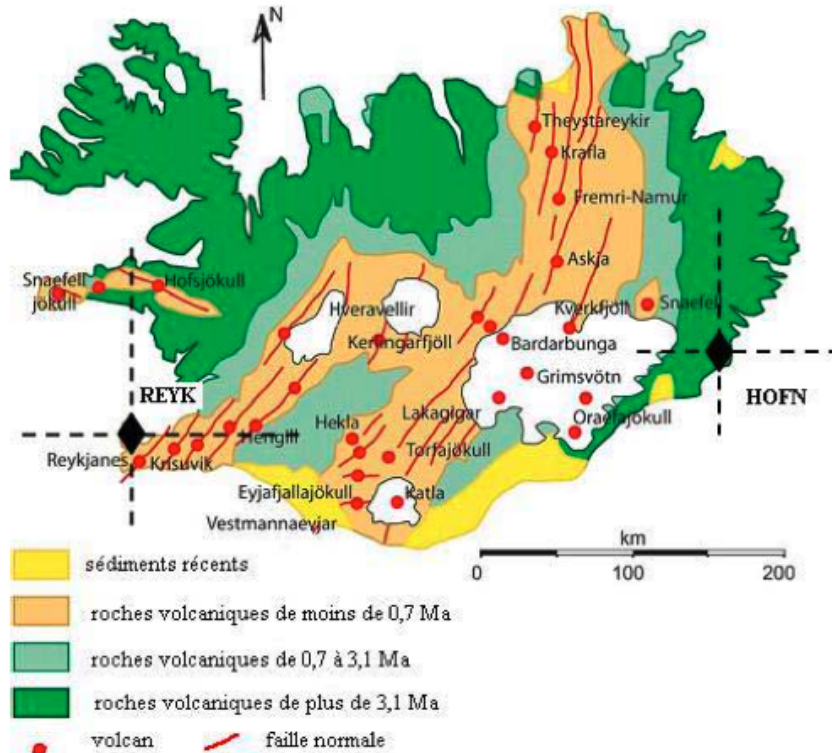 N
Theystareykir
Krafla
Fremri-Namur
Askja
Snaefell
jökull
Hofsjökull
Hveravellir
Kverkfjöll
Snaefell
Kerlingarfjöll
Bardarbunga
REYK
Grimsvötn
HOFN
Lakagigar
Oraefajökull
Hekla
Hengill
Reykjanes
Krisuvik
Torfajökull
Eyjafjallajökull
Katla
Vestmannaeyjar
km
0 100 200
sédiments récents
roches volcaniques de moins de 0,7 Ma
roches volcaniques de 0,7 à 3,1 Ma
roches volcaniques de plus de 3,1 Ma
volcan faille normale